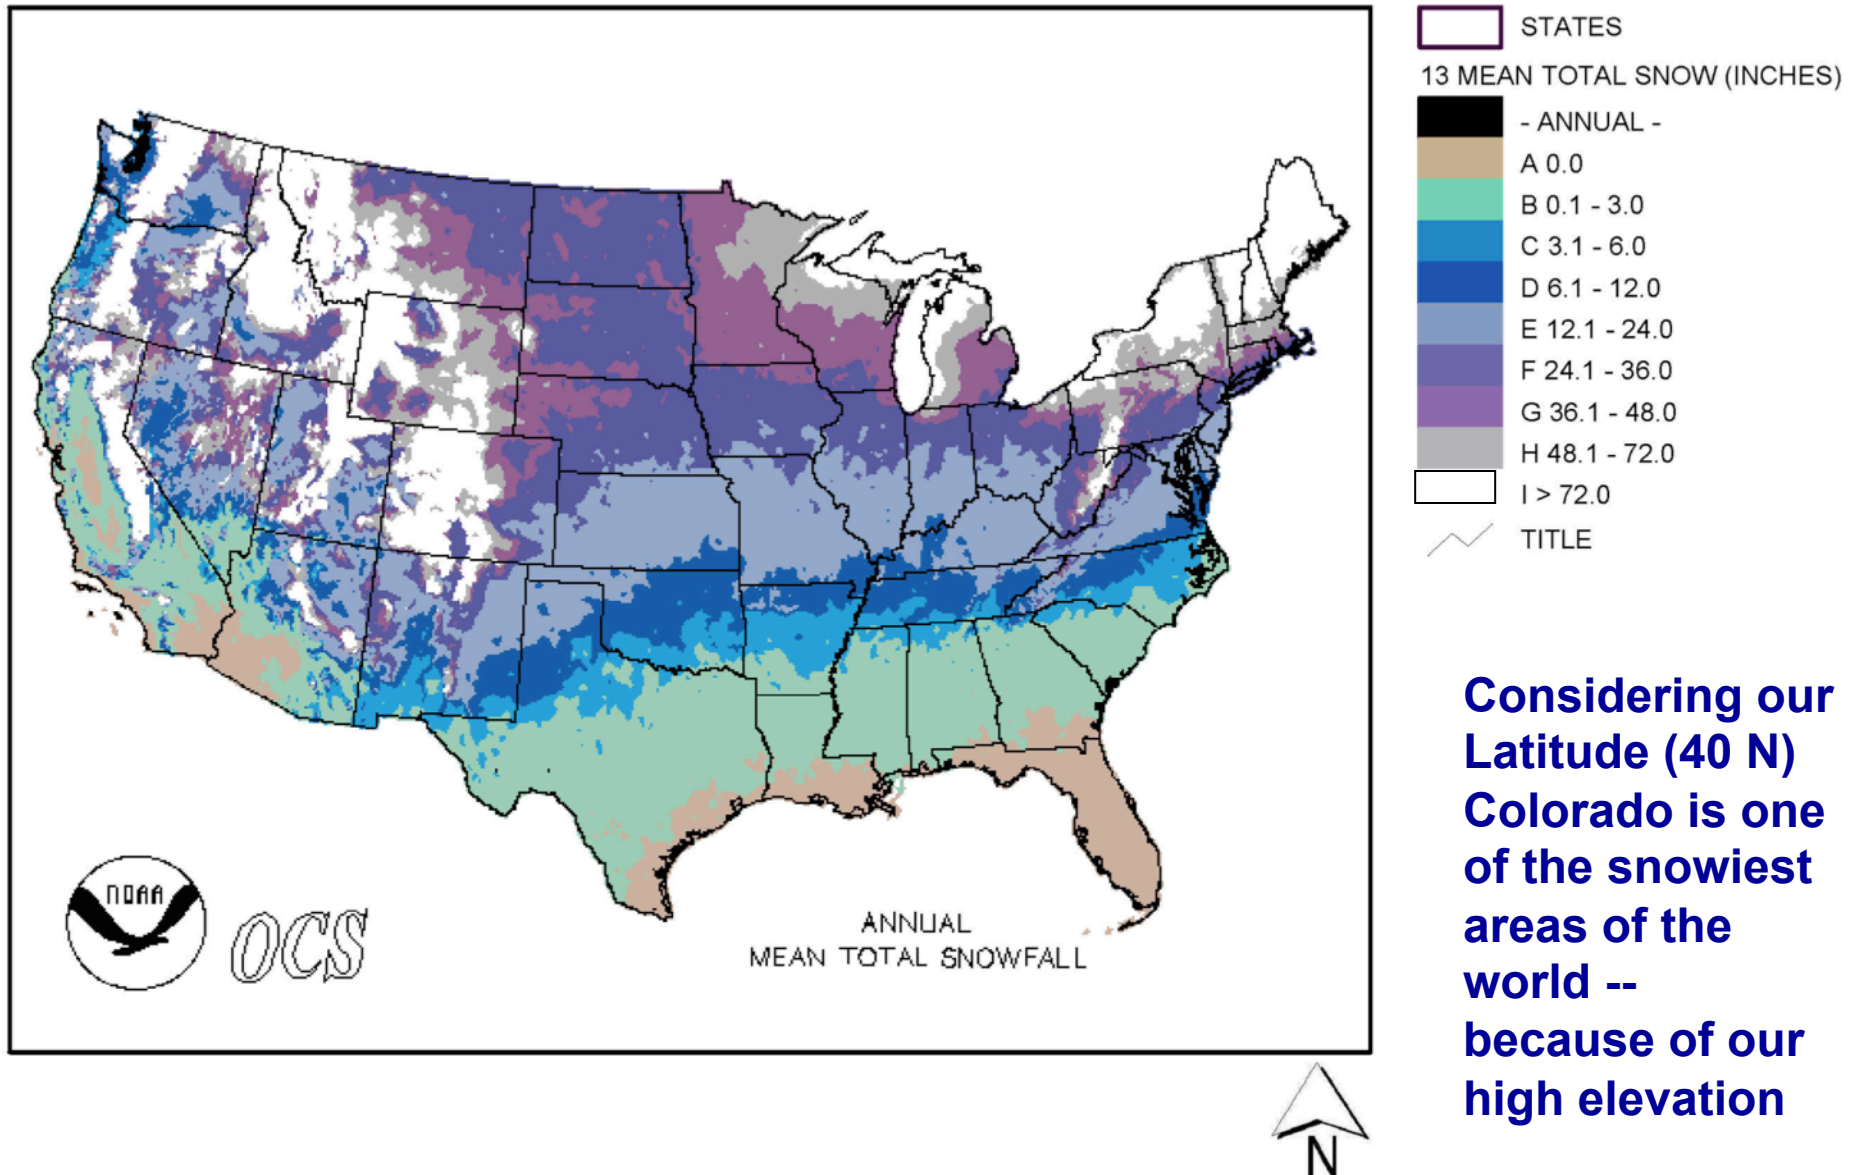 STATES
13 MEAN TOTAL SNOW (INCHES)
- ANNUAL -
A 0.0
B 0.1 - 3.0
C 3.1 - 6.0
D 6.1 - 12.0
E 12.1 - 24.0
F 24.1 - 36.0
G 36.1 - 48.0
H 48.1 - 72.0
I > 72.0
TITLE
NOAA
OCS
ANNUAL
MEAN TOTAL SNOWFALL
Considering our
Latitude (40 N)
Colorado is one
of the snowiest
areas of the
world --
because of our
high elevation
N